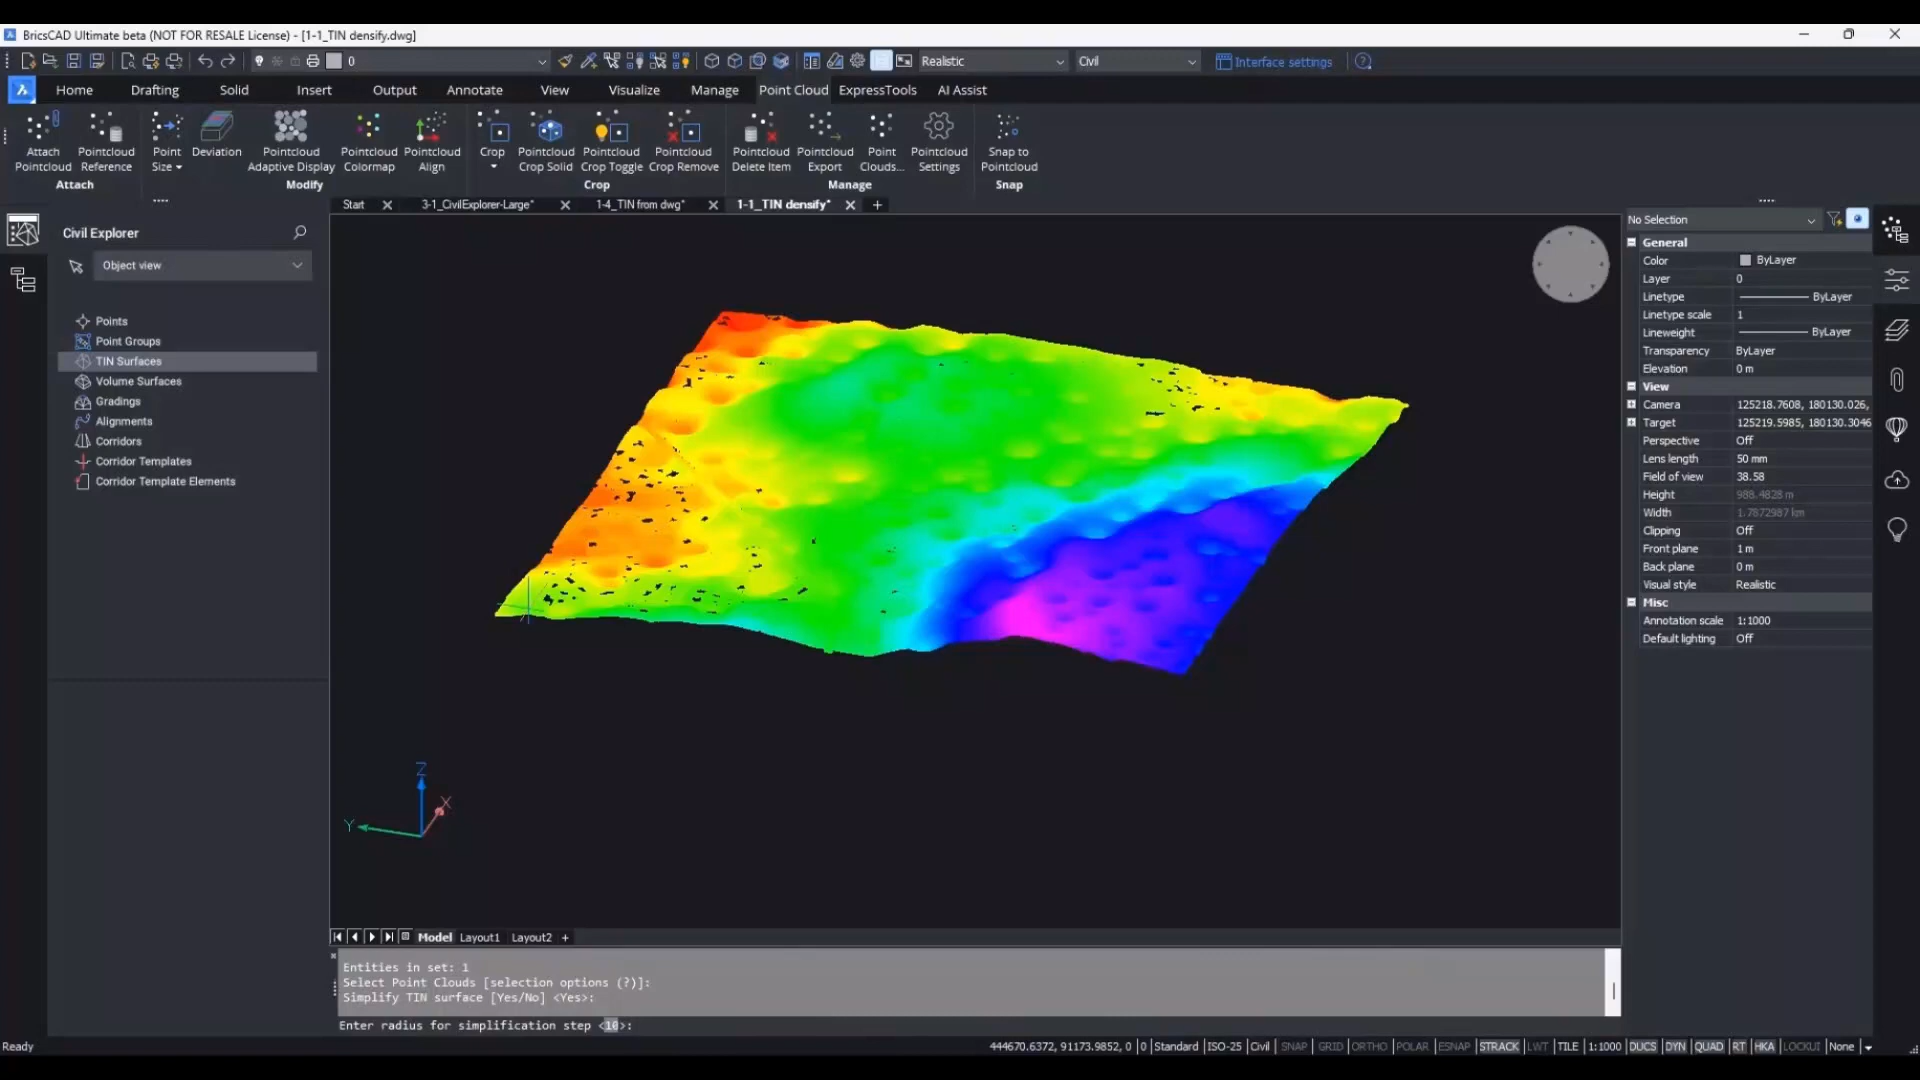 BricsCAD Ultimate beta (NOT FOR RESALE License) - [1-1_TIN densify.dwg]
0
Realistic
Civil
Interface settings
Home
Drafting
Solid
Insert
Output
Annotate
View
Visualize
Manage
Point Cloud
ExpressTools
AI Assist
Attach
Pointcloud
Pointcloud
Reference
Point
Size
Deviation
Pointcloud
Adaptive Display
Pointcloud
Colormap
Pointcloud
Align
Crop
Pointcloud
Crop Solid
Pointcloud
Crop Toggle
Pointcloud
Crop Remove
Pointcloud
Delete Item
Pointcloud
Export
Point
Clouds...
Pointcloud
Settings
Snap to
Pointcloud
Attach
Modify
Crop
Manage
Snap
Start
3-1_CivilExplorer-Large*
1-4_TIN from dwg*
1-1_TIN densify*
Civil Explorer
Object view
Points
Point Groups
TIN Surfaces
Volume Surfaces
Gradings
Alignments
Corridors
Corridor Templates
Corridor Template Elements
Z
X
Y
No Selection
General
Color ByLayer
Layer 0
Linetype ByLayer
Linetype scale 1
Lineweight ByLayer
Transparency ByLayer
Elevation 0 m
View
Camera 125218.7608, 180130.026,
Target 125219.5985, 180130.3046
Perspective Off
Lens length 50 mm
Field of view 38.58
Height 988.4828 m
Width 1.7872987 km
Clipping Off
Front plane 1 m
Back plane 0 m
Visual style Realistic
Misc
Annotation scale 1:1000
Default lighting Off
Model Layout1 Layout2 +
Entities in set: 1
Select Point Clouds [selection options (?)]:
Simplify TIN surface [Yes/No] <Yes>:
Enter radius for simplification step <10>:
Ready
444670.6372, 91173.9852, 0 0 Standard ISO-25 Civil SNAP GRID ORTHO POLAR ESNAP STRACK LWT TILE 1:1000 DUCS DYN QUAD RT HKA LOCKUI None